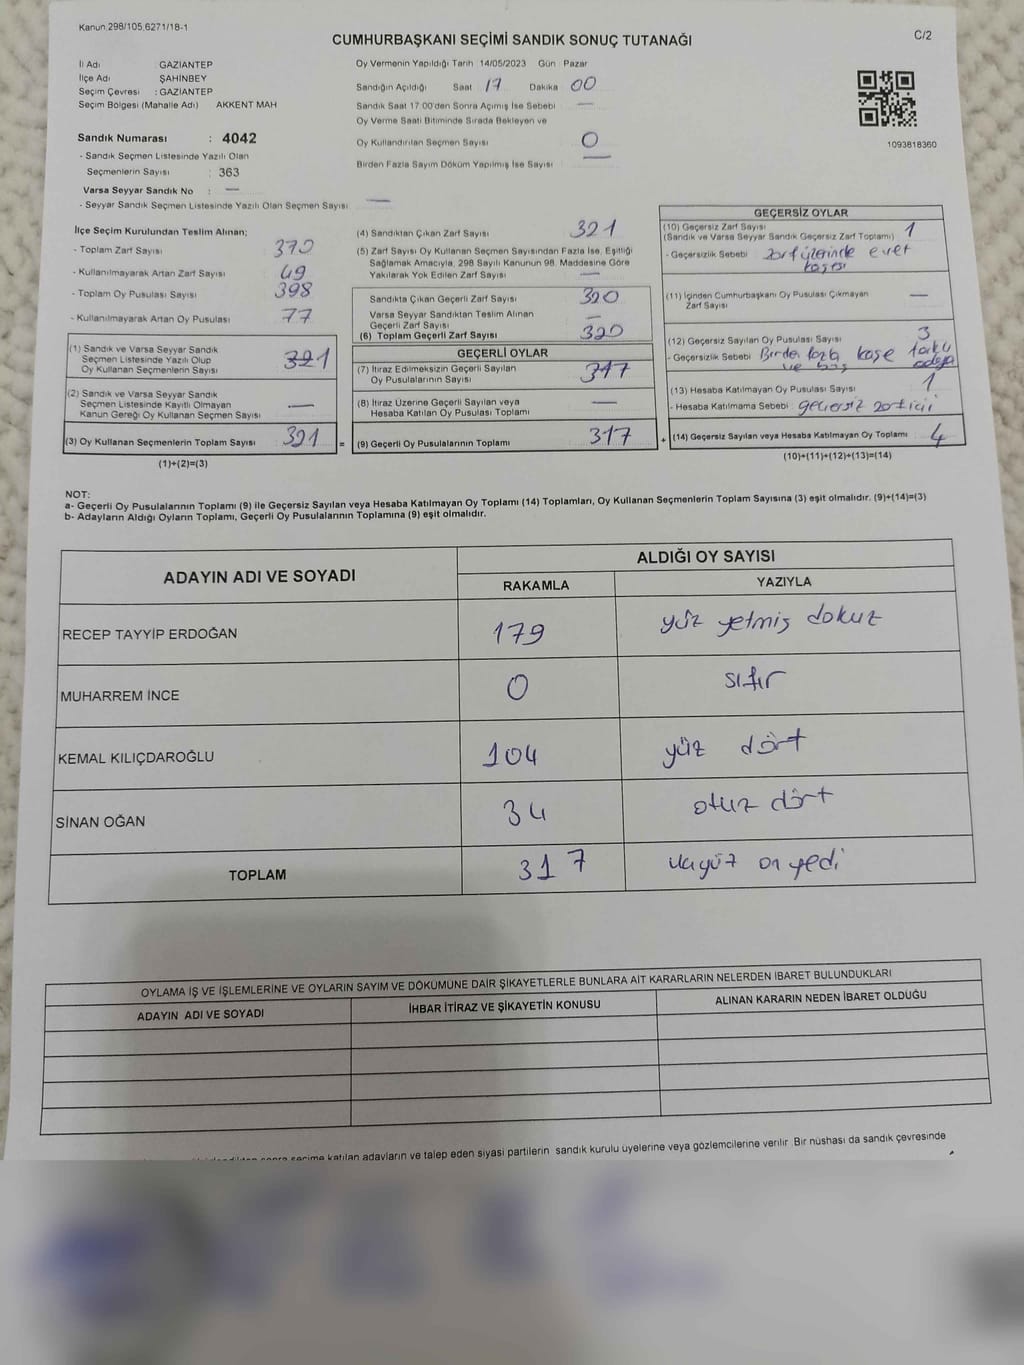 Kanun 298/105,6271/18-1
CUMHURBAŞKANI SEÇİMİ SANDIK SONUÇ TUTANAĞI
C/2
İl Adı GAZİANTEP
İlçe Adı ŞAHİNBEY
Seçim Çevresi : GAZİANTEP
Seçim Bölgesi (Mahalle Adı) AKKENT MAH
Sandık Numarası : 4042
- Sandık Seçmen Listesinde Yazılı Olan
Seçmenlerin Sayısı : 363
Varsa Seyyar Sandık No : —
- Seyyar Sandık Seçmen Listesinde Yazılı Olan Seçmen Sayısı —
Oy Vermenin Yapıldığı Tarih 14/05/2023 Gün Pazar
Sandığın Açıldığı Saat 17 Dakika 00
Sandık Saat 17:00'den Sonra Açımış İse Sebebi —
Oy Verme Saati Bitiminde Sırada Bekleyen ve
Oy Kullandırılan Seçmen Sayısı 0
Birden Fazla Sayım Döküm Yapılmış İse Sayısı —
1093818360
İlçe Seçim Kurulundan Teslim Alınan;
- Toplam Zarf Sayısı 370
- Kullanılmayarak Artan Zarf Sayısı 49
- Toplam Oy Pusulası Sayısı 398
- Kullanılmayarak Artan Oy Pusulası 77
(1) Sandık ve Varsa Seyyar Sandık
Seçmen Listesinde Yazılı Olup
Oy Kullanan Seçmenlerin Sayısı 321
(2) Sandık ve Varsa Seyyar Sandık
Seçmen Listesinde Kayıtlı Olmayan
Kanun Gereği Oy Kullanan Seçmen Sayısı —
(3) Oy Kullanan Seçmenlerin Toplam Sayısı 321 =
(1)+(2)=(3)
(4) Sandıktan Çıkan Zarf Sayısı 321
(5) Zarf Sayısı Oy Kullanan Seçmen Sayısından Fazla İse, Eşitliği
Sağlamak Amacıyla, 298 Sayılı Kanunun 98. Maddesine Göre
Yakılarak Yok Edilen Zarf Sayısı —
Sandıkta Çıkan Geçerli Zarf Sayısı 320
Varsa Seyyar Sandıktan Teslim Alınan
Geçerli Zarf Sayısı —
(6) Toplam Geçerli Zarf Sayısı 320
GEÇERLİ OYLAR
(7) İtiraz Edilmeksizin Geçerli Sayılan
Oy Pusulalarının Sayısı 317
(8) İtiraz Üzerine Geçerli Sayılan veya
Hesaba Katılan Oy Pusulası Toplamı —
(9) Geçerli Oy Pusulalarının Toplamı 317 +
GEÇERSİZ OYLAR
(10) Geçersiz Zarf Sayısı 1
(Sandık ve Varsa Seyyar Sandık Geçersiz Zarf Toplamı)
- Geçersizlik Sebebi zarf üzerinde evet
kaşesi
(11) İçinden Cumhurbaşkanı Oy Pusulası Çıkmayan
Zarf Sayısı —
(12) Geçersiz Sayılan Oy Pusulası Sayısı 3
- Geçersizlik Sebebi Birden fazla kaşe farklı
ve boş adaya
(13) Hesaba Katılmayan Oy Pusulası Sayısı 1
- Hesaba Katılmama Sebebi : geçersiz zarf içi
(14) Geçersiz Sayılan veya Hesaba Katılmayan Oy Toplamı 4
(10)+(11)+(12)+(13)=(14)
NOT:
a- Geçerli Oy Pusulalarının Toplamı (9) ile Geçersiz Sayılan veya Hesaba Katılmayan Oy Toplamı (14) Toplamları, Oy Kullanan Seçmenlerin Toplam Sayısına (3) eşit olmalıdır. (9)+(14)=(3)
b- Adayların Aldığı Oyların Toplamı, Geçerli Oy Pusulalarının Toplamına (9) eşit olmalıdır.
ADAYIN ADI VE SOYADI
ALDIĞI OY SAYISI
RAKAMLA YAZIYLA
RECEP TAYYİP ERDOĞAN 179 yüz yetmiş dokuz
MUHARREM İNCE 0 sıfır
KEMAL KILIÇDAROĞLU 104 yüz dört
SİNAN OĞAN 34 otuz dört
TOPLAM 317 üçyüz on yedi
OYLAMA İŞ VE İŞLEMLERİNE VE OYLARIN SAYIM VE DÖKÜMÜNE DAİR ŞİKAYETLERLE BUNLARA AİT KARARLARIN NELERDEN İBARET BULUNDUKLARI
ADAYIN ADI VE SOYADI İHBAR İTİRAZ VE ŞİKAYETİN KONUSU ALINAN KARARIN NEDEN İBARET OLDUĞU
seçime katılan adayların ve talep eden siyasi partilerin sandık kurulu üyelerine veya gözlemcilerine verilir. Bir nüshası da sandık çevresinde